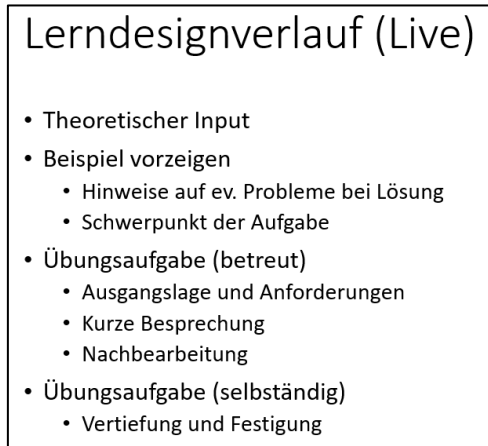 Lerndesignverlauf (Live)
• Theoretischer Input
• Beispiel vorzeigen
• Hinweise auf ev. Probleme bei Lösung
• Schwerpunkt der Aufgabe
• Übungsaufgabe (betreut)
• Ausgangslage und Anforderungen
• Kurze Besprechung
• Nachbearbeitung
• Übungsaufgabe (selbständig)
• Vertiefung und Festigung